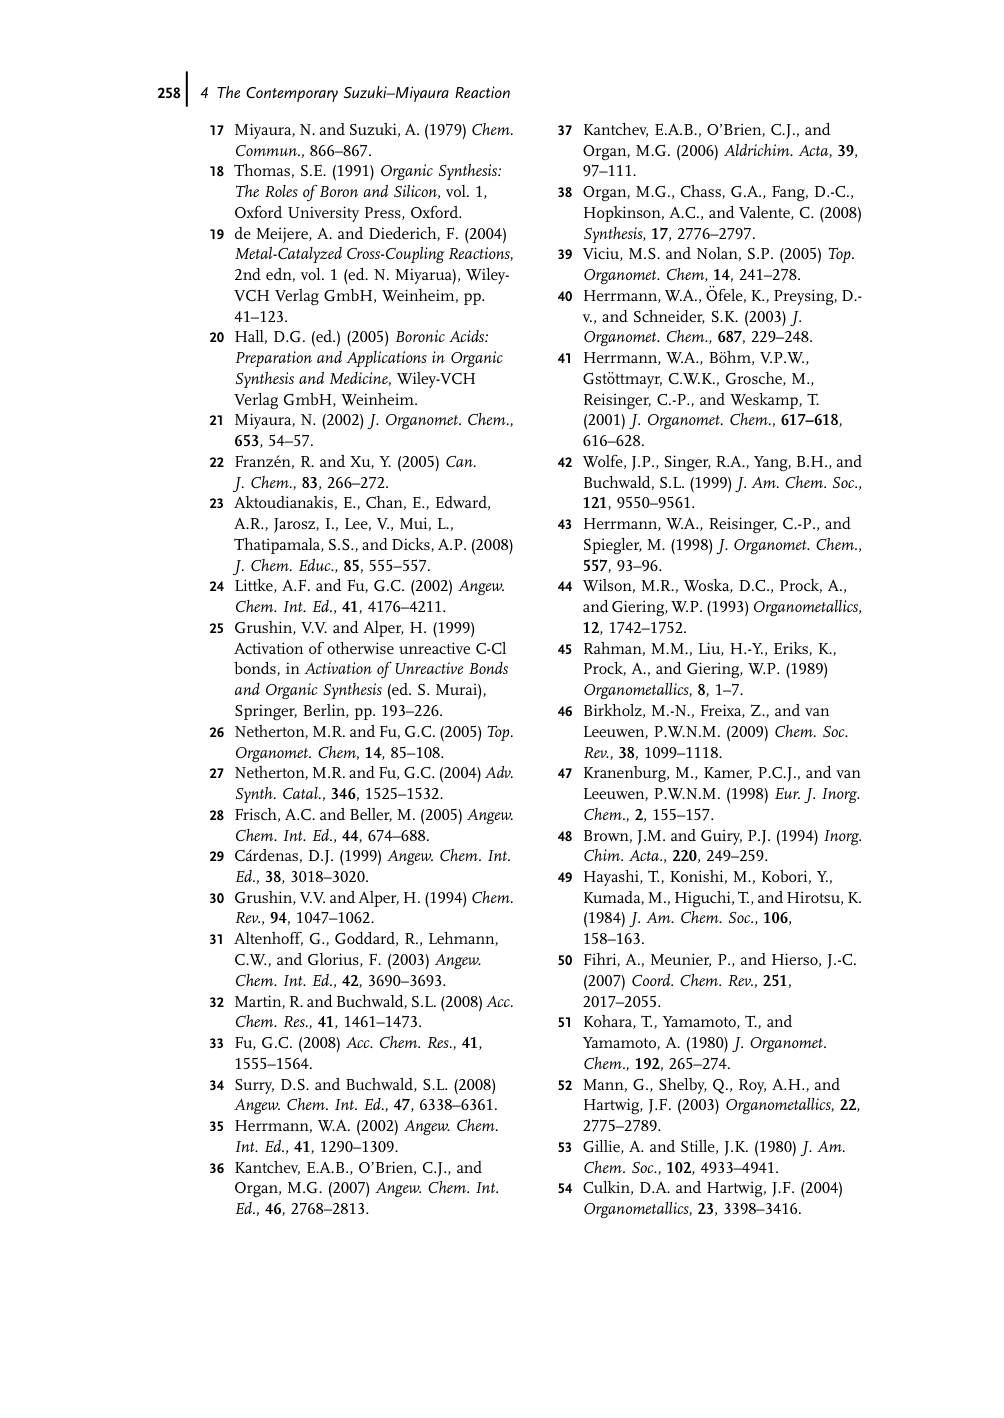 258 4 The Contemporary Suzuki–Miyaura Reaction
17 Miyaura, N. and Suzuki, A. (1979) Chem.
Commun., 866–867.
18 Thomas, S.E. (1991) Organic Synthesis:
The Roles of Boron and Silicon, vol. 1,
Oxford University Press, Oxford.
19 de Meijere, A. and Diederich, F. (2004)
Metal-Catalyzed Cross-Coupling Reactions,
2nd edn, vol. 1 (ed. N. Miyarua), Wiley-
VCH Verlag GmbH, Weinheim, pp.
41–123.
20 Hall, D.G. (ed.) (2005) Boronic Acids:
Preparation and Applications in Organic
Synthesis and Medicine, Wiley-VCH
Verlag GmbH, Weinheim.
21 Miyaura, N. (2002) J. Organomet. Chem.,
653, 54–57.
22 Franzén, R. and Xu, Y. (2005) Can.
J. Chem., 83, 266–272.
23 Aktoudianakis, E., Chan, E., Edward,
A.R., Jarosz, I., Lee, V., Mui, L.,
Thatipamala, S.S., and Dicks, A.P. (2008)
J. Chem. Educ., 85, 555–557.
24 Littke, A.F. and Fu, G.C. (2002) Angew.
Chem. Int. Ed., 41, 4176–4211.
25 Grushin, V.V. and Alper, H. (1999)
Activation of otherwise unreactive C-Cl
bonds, in Activation of Unreactive Bonds
and Organic Synthesis (ed. S. Murai),
Springer, Berlin, pp. 193–226.
26 Netherton, M.R. and Fu, G.C. (2005) Top.
Organomet. Chem, 14, 85–108.
27 Netherton, M.R. and Fu, G.C. (2004) Adv.
Synth. Catal., 346, 1525–1532.
28 Frisch, A.C. and Beller, M. (2005) Angew.
Chem. Int. Ed., 44, 674–688.
29 Cárdenas, D.J. (1999) Angew. Chem. Int.
Ed., 38, 3018–3020.
30 Grushin, V.V. and Alper, H. (1994) Chem.
Rev., 94, 1047–1062.
31 Altenhoff, G., Goddard, R., Lehmann,
C.W., and Glorius, F. (2003) Angew.
Chem. Int. Ed., 42, 3690–3693.
32 Martin, R. and Buchwald, S.L. (2008) Acc.
Chem. Res., 41, 1461–1473.
33 Fu, G.C. (2008) Acc. Chem. Res., 41,
1555–1564.
34 Surry, D.S. and Buchwald, S.L. (2008)
Angew. Chem. Int. Ed., 47, 6338–6361.
35 Herrmann, W.A. (2002) Angew. Chem.
Int. Ed., 41, 1290–1309.
36 Kantchev, E.A.B., O’Brien, C.J., and
Organ, M.G. (2007) Angew. Chem. Int.
Ed., 46, 2768–2813.
37 Kantchev, E.A.B., O’Brien, C.J., and
Organ, M.G. (2006) Aldrichim. Acta, 39,
97–111.
38 Organ, M.G., Chass, G.A., Fang, D.-C.,
Hopkinson, A.C., and Valente, C. (2008)
Synthesis, 17, 2776–2797.
39 Viciu, M.S. and Nolan, S.P. (2005) Top.
Organomet. Chem, 14, 241–278.
40 Herrmann, W.A., Öfele, K., Preysing, D.-
v., and Schneider, S.K. (2003) J.
Organomet. Chem., 687, 229–248.
41 Herrmann, W.A., Böhm, V.P.W.,
Gstöttmayr, C.W.K., Grosche, M.,
Reisinger, C.-P., and Weskamp, T.
(2001) J. Organomet. Chem., 617–618,
616–628.
42 Wolfe, J.P., Singer, R.A., Yang, B.H., and
Buchwald, S.L. (1999) J. Am. Chem. Soc.,
121, 9550–9561.
43 Herrmann, W.A., Reisinger, C.-P., and
Spiegler, M. (1998) J. Organomet. Chem.,
557, 93–96.
44 Wilson, M.R., Woska, D.C., Prock, A.,
and Giering, W.P. (1993) Organometallics,
12, 1742–1752.
45 Rahman, M.M., Liu, H.-Y., Eriks, K.,
Prock, A., and Giering, W.P. (1989)
Organometallics, 8, 1–7.
46 Birkholz, M.-N., Freixa, Z., and van
Leeuwen, P.W.N.M. (2009) Chem. Soc.
Rev., 38, 1099–1118.
47 Kranenburg, M., Kamer, P.C.J., and van
Leeuwen, P.W.N.M. (1998) Eur. J. Inorg.
Chem., 2, 155–157.
48 Brown, J.M. and Guiry, P.J. (1994) Inorg.
Chim. Acta., 220, 249–259.
49 Hayashi, T., Konishi, M., Kobori, Y.,
Kumada, M., Higuchi, T., and Hirotsu, K.
(1984) J. Am. Chem. Soc., 106,
158–163.
50 Fihri, A., Meunier, P., and Hierso, J.-C.
(2007) Coord. Chem. Rev., 251,
2017–2055.
51 Kohara, T., Yamamoto, T., and
Yamamoto, A. (1980) J. Organomet.
Chem., 192, 265–274.
52 Mann, G., Shelby, Q., Roy, A.H., and
Hartwig, J.F. (2003) Organometallics, 22,
2775–2789.
53 Gillie, A. and Stille, J.K. (1980) J. Am.
Chem. Soc., 102, 4933–4941.
54 Culkin, D.A. and Hartwig, J.F. (2004)
Organometallics, 23, 3398–3416.